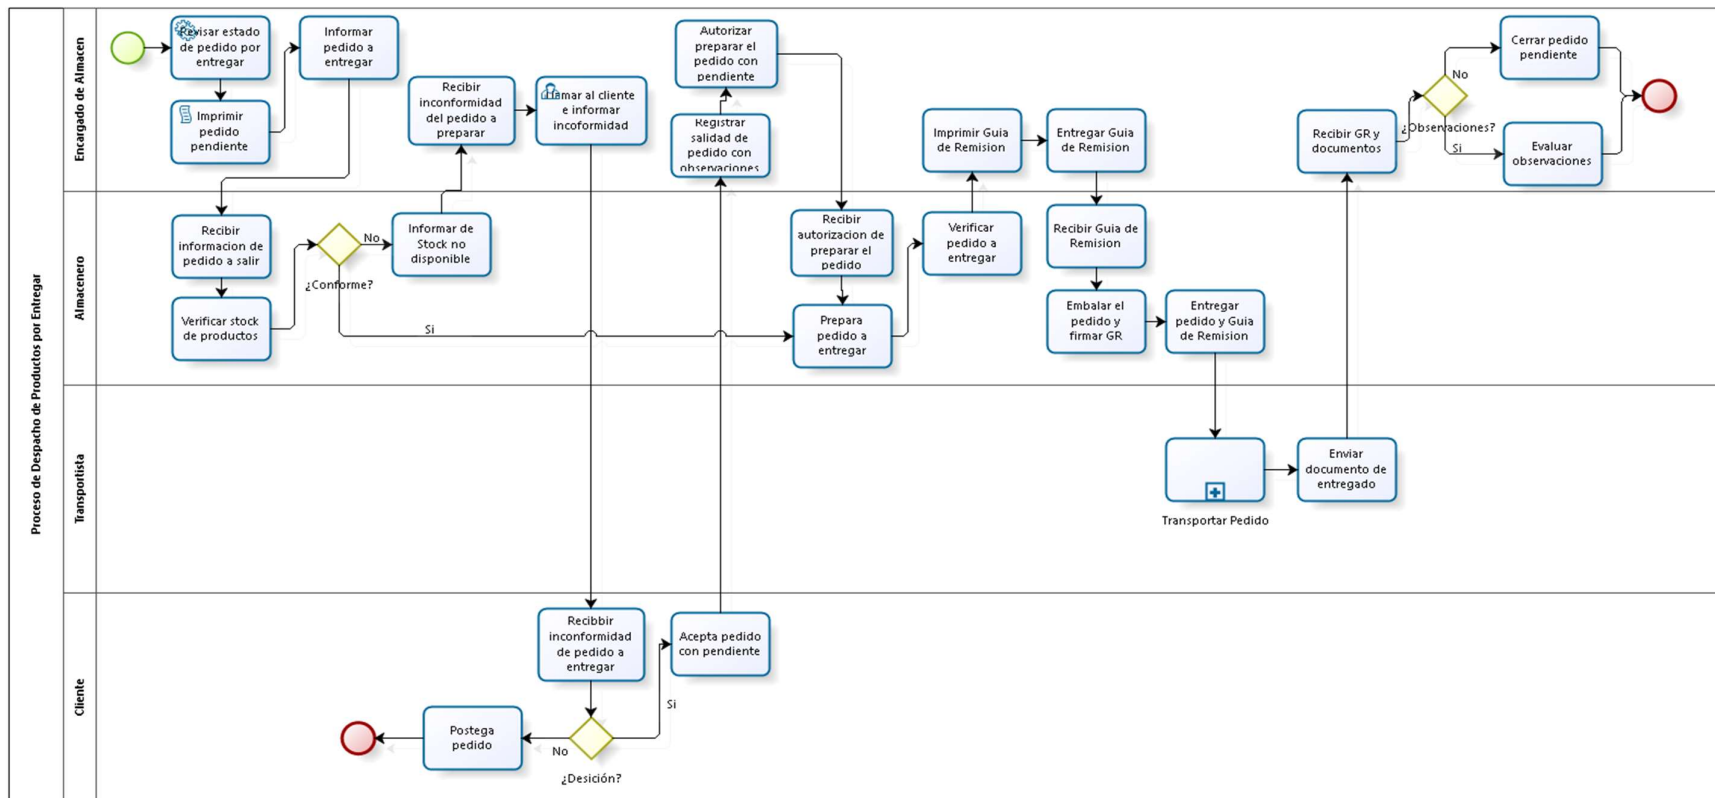 Proceso de Despacho de Productos por Entregar
Encargado de Almacen
Revisar estado
de pedido por
entregar
Imprimir
pedido
pendiente
Informar
pedido a
entregar
Recibir
inconformidad
del pedido a
preparar
Llamar al cliente
e informar
incoformidad
Autorizar
preparar el
pedido con
pendiente
Registrar
salidad de
pedido con
observaciones
Imprimir Guia
de Remision
Entregar Guia
de Remision
Recibir GR y
documentos
¿Observaciones?
No
Si
Cerrar pedido
pendiente
Evaluar
observaciones
Almacenero
Recibir
informacion de
pedido a salir
Verificar stock
de productos
¿Conforme?
No
Si
Informar de
Stock no
disponible
Recibir
autorizacion de
preparar el
pedido
Prepara
pedido a
entregar
Verificar
pedido a
entregar
Recibir Guia de
Remision
Embalar el
pedido y
firmar GR
Entregar
pedido y Guia
de Remision
Transportista
Transportar Pedido
Enviar
documento de
entregado
Cliente
Recibbir
inconformidad
de pedido a
entregar
Acepta pedido
con pendiente
Si
Postega
pedido
No
¿Desición?